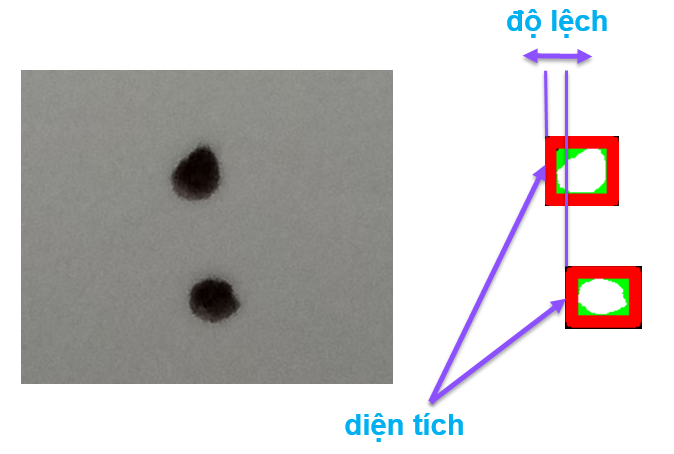 độ lệch
diện tích